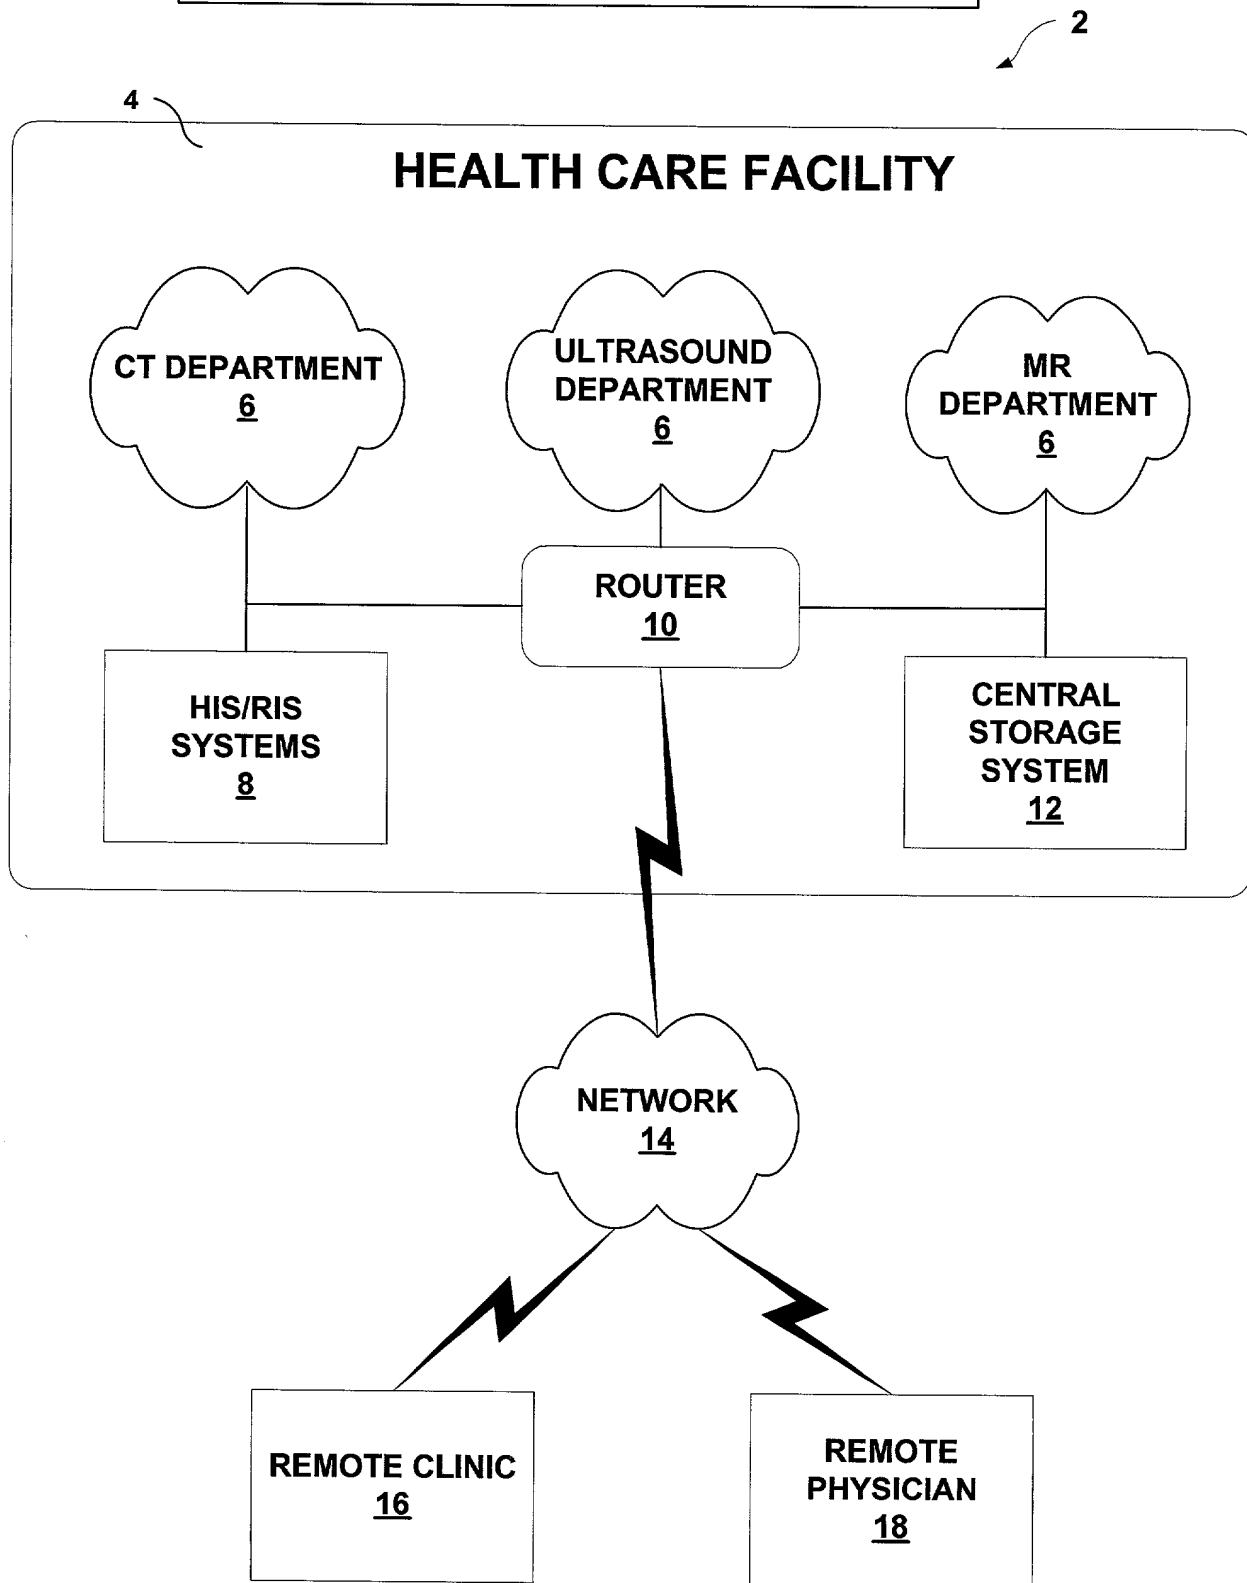 2
4
HEALTH CARE FACILITY
CT DEPARTMENT
6
ULTRASOUND
DEPARTMENT
6
MR
DEPARTMENT
6
ROUTER
10
HIS/RIS
SYSTEMS
8
CENTRAL
STORAGE
SYSTEM
12
NETWORK
14
REMOTE CLINIC
16
REMOTE
PHYSICIAN
18